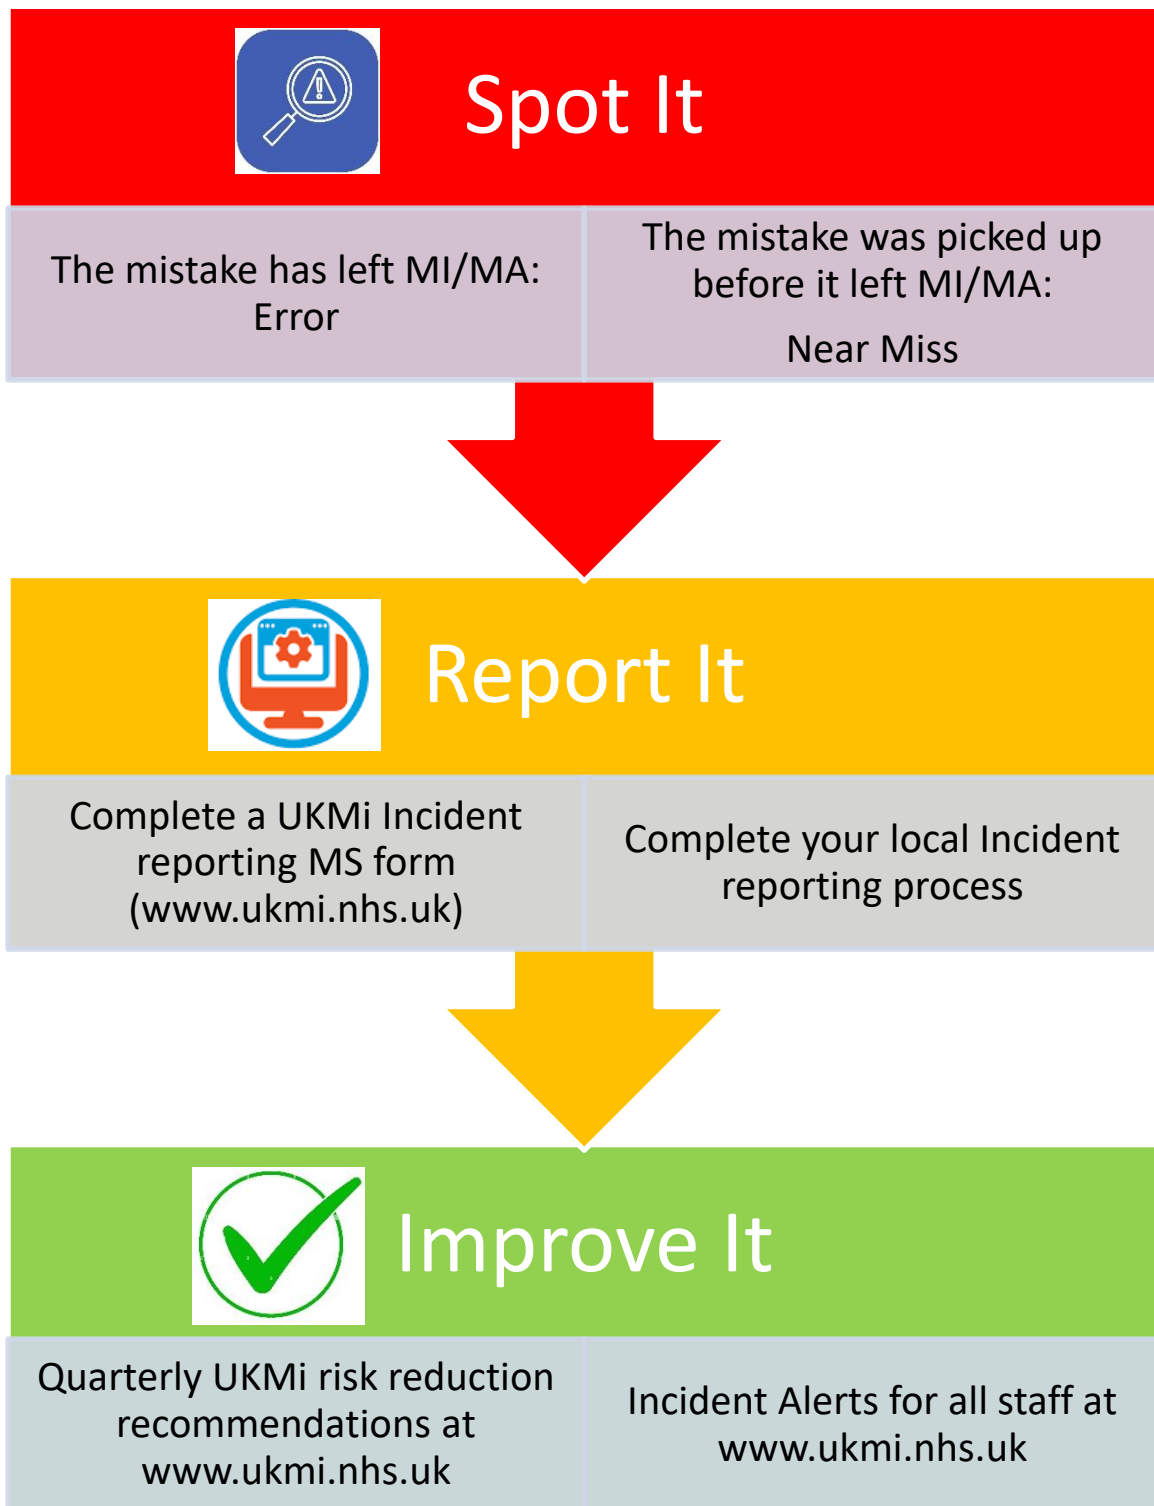 Spot It
The mistake has left MI/MA:
Error
The mistake was picked up
before it left MI/MA:
Near Miss
Report It
Complete a UKMi Incident
reporting MS form
(www.ukmi.nhs.uk)
Complete your local Incident
reporting process
Improve It
Quarterly UKMi risk reduction
recommendations at
www.ukmi.nhs.uk
Incident Alerts for all staff at
www.ukmi.nhs.uk